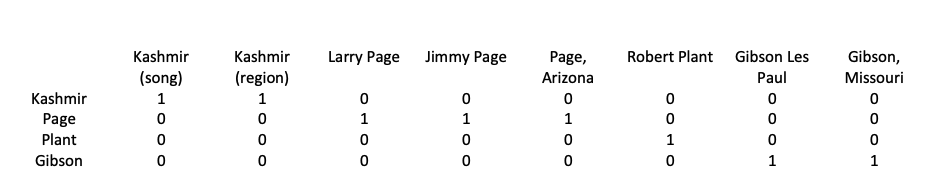 Kashmir (song) Kashmir (region) Larry Page Jimmy Page Page, Arizona Robert Plant Gibson Les Paul Gibson, Missouri
Kashmir 1 1 0 0 0 0 0 0
Page 0 0 1 1 1 0 0 0
Plant 0 0 0 0 0 1 0 0
Gibson 0 0 0 0 0 0 1 1